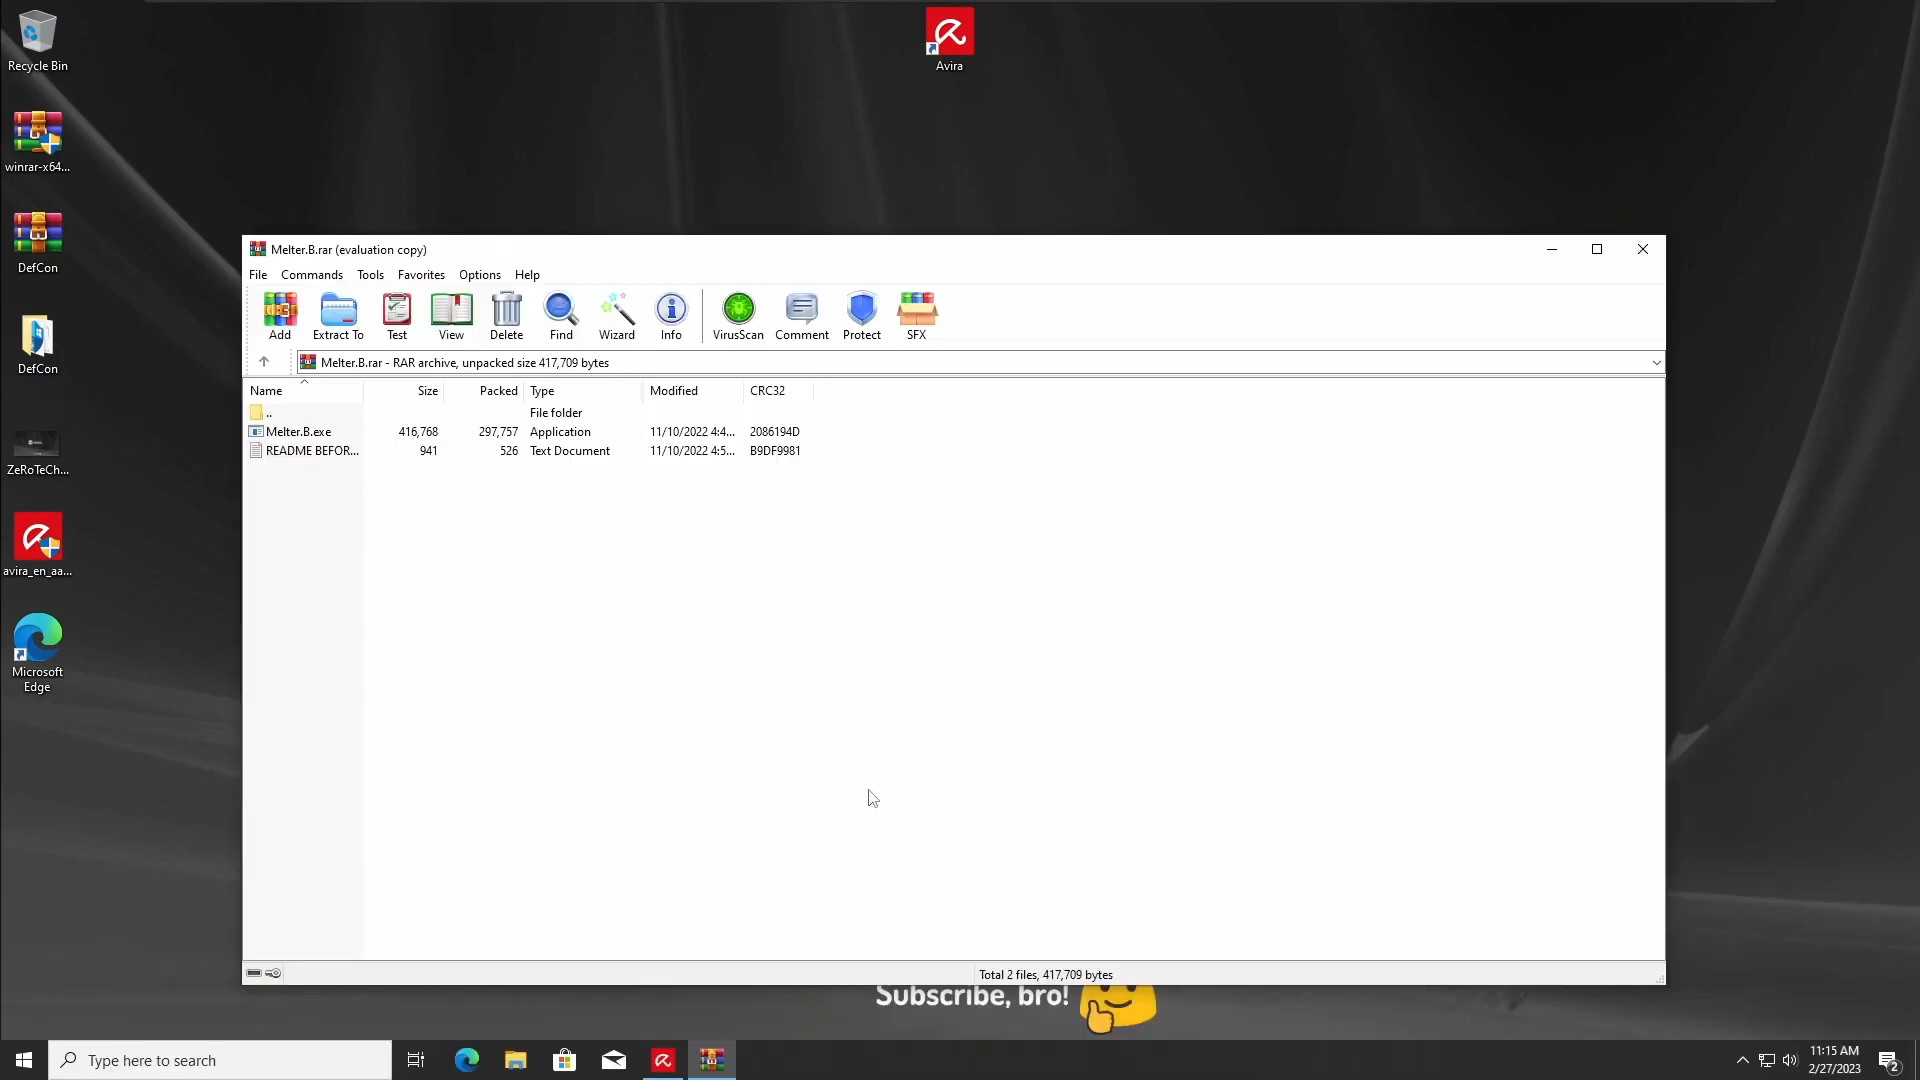 Recycle Bin
Avira
winrar-x64...
DefCon
DefCon
ZeRoTeCh...
avira_en_aa...
Microsoft
Edge
Melter.B.rar (evaluation copy)
File Commands Tools Favorites Options Help
Add Extract To Test View Delete Find Wizard Info VirusScan Comment Protect SFX
Melter.B.rar - RAR archive, unpacked size 417,709 bytes
Name Size Packed Type Modified CRC32
.. File folder
Melter.B.exe 416,768 297,757 Application 11/10/2022 4:4... 2086194D
README BEFOR... 941 526 Text Document 11/10/2022 4:5... B9DF9981
Total 2 files, 417,709 bytes
Subscribe, bro!
Type here to search
11:15 AM
2/27/2023
2